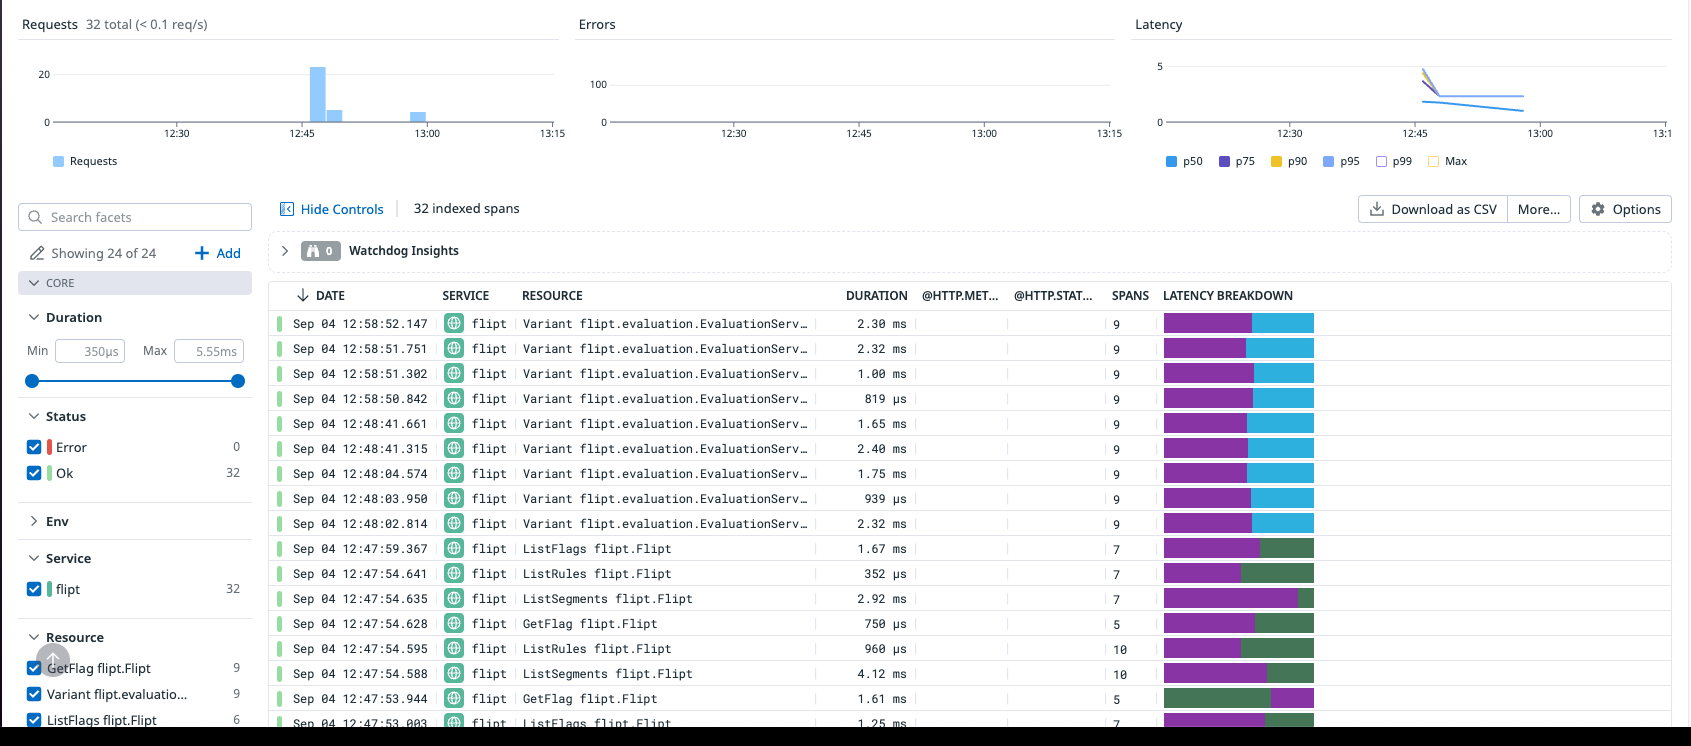 Requests 32 total (< 0.1 req/s)
20
0
12:30 12:45 13:00 13:15
Requests
Errors
100
0
12:30 12:45 13:00 13:15
Latency
5
0
12:30 12:45 13:00 13:1
p50 p75 p90 p95 p99 Max
Search facets
Showing 24 of 24 Add
CORE
Duration
Min 350µs Max 5.55ms
Status
Error 0
Ok 32
Env
Service
flipt 32
Resource
GetFlag flipt.Flipt 9
Variant flipt.evaluatio... 9
ListFlags flipt.Flipt 6
Hide Controls 32 indexed spans Download as CSV More... Options
0 Watchdog Insights
DATE SERVICE RESOURCE DURATION @HTTP.MET... @HTTP.STAT... SPANS LATENCY BREAKDOWN
Sep 04 12:58:52.147 flipt Variant flipt.evaluation.EvaluationServ… 2.30 ms 9
Sep 04 12:58:51.751 flipt Variant flipt.evaluation.EvaluationServ… 2.32 ms 9
Sep 04 12:58:51.302 flipt Variant flipt.evaluation.EvaluationServ… 1.00 ms 9
Sep 04 12:58:50.842 flipt Variant flipt.evaluation.EvaluationServ… 819 µs 9
Sep 04 12:48:41.661 flipt Variant flipt.evaluation.EvaluationServ… 1.65 ms 9
Sep 04 12:48:41.315 flipt Variant flipt.evaluation.EvaluationServ… 2.40 ms 9
Sep 04 12:48:04.574 flipt Variant flipt.evaluation.EvaluationServ… 1.75 ms 9
Sep 04 12:48:03.950 flipt Variant flipt.evaluation.EvaluationServ… 939 µs 9
Sep 04 12:48:02.814 flipt Variant flipt.evaluation.EvaluationServ… 2.32 ms 9
Sep 04 12:47:59.367 flipt ListFlags flipt.Flipt 1.67 ms 7
Sep 04 12:47:54.641 flipt ListRules flipt.Flipt 352 µs 7
Sep 04 12:47:54.635 flipt ListSegments flipt.Flipt 2.92 ms 7
Sep 04 12:47:54.628 flipt GetFlag flipt.Flipt 750 µs 5
Sep 04 12:47:54.595 flipt ListRules flipt.Flipt 960 µs 10
Sep 04 12:47:54.588 flipt ListSegments flipt.Flipt 4.12 ms 10
Sep 04 12:47:53.944 flipt GetFlag flipt.Flipt 1.61 ms 5
Sep 04 12:47:53.003 flipt ListFlags flipt.Flipt 1.25 ms 7